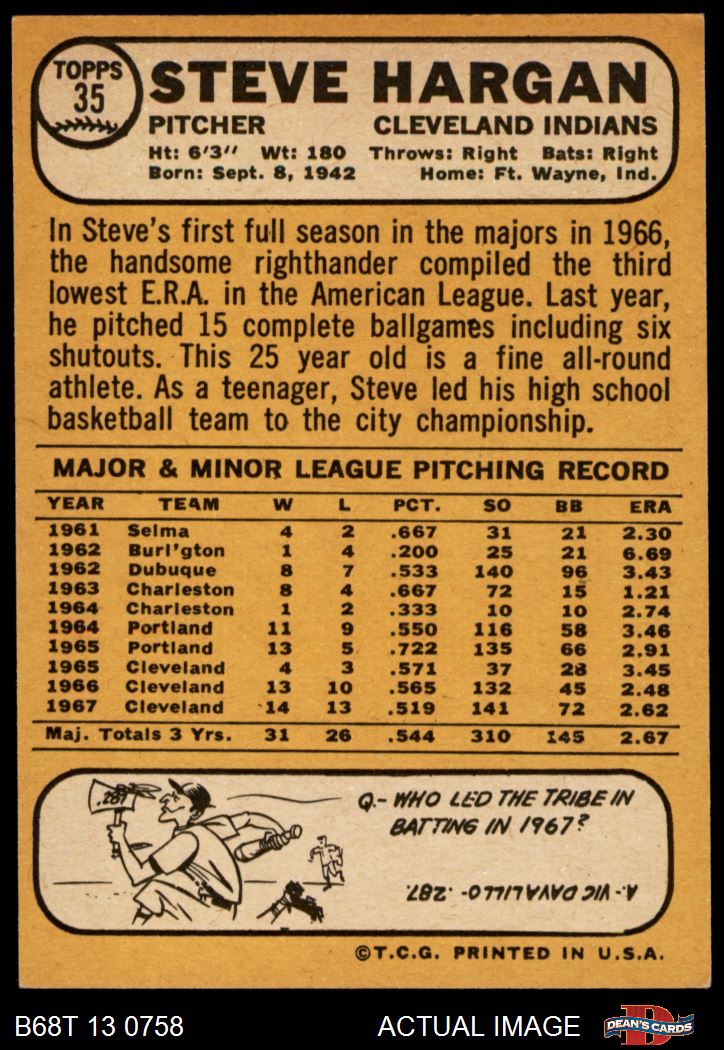 TOPPS
35
STEVE HARGAN
PITCHER CLEVELAND INDIANS
Ht: 6'3" Wt: 180 Throws: Right Bats: Right
Born: Sept. 8, 1942 Home: Ft. Wayne, Ind.
In Steve's first full season in the majors in 1966,
the handsome righthander compiled the third
lowest E.R.A. in the American League. Last year,
he pitched 15 complete ballgames including six
shutouts. This 25 year old is a fine all-round
athlete. As a teenager, Steve led his high school
basketball team to the city championship.
MAJOR & MINOR LEAGUE PITCHING RECORD
YEAR TEAM W L PCT. SO BB ERA
1961 Selma 4 2 .667 31 21 2.30
1962 Burl'gton 1 4 .200 25 21 6.69
1962 Dubuque 8 7 .533 140 96 3.43
1963 Charleston 8 4 .667 72 15 1.21
1964 Charleston 1 2 .333 10 10 2.74
1964 Portland 11 9 .550 116 58 3.46
1965 Portland 13 5 .722 135 66 2.91
1965 Cleveland 4 3 .571 37 28 3.45
1966 Cleveland 13 10 .565 132 45 2.48
1967 Cleveland 14 13 .519 141 72 2.62
Maj. Totals 3 Yrs. 31 26 .544 310 145 2.67
.287
Q.- WHO LED THE TRIBE IN
BATTING IN 1967?
A.- VIC DAVALILLO - .287.
©T.C.G. PRINTED IN U.S.A.
B68T 13 0758 ACTUAL IMAGE
D
DEAN'S CARDS